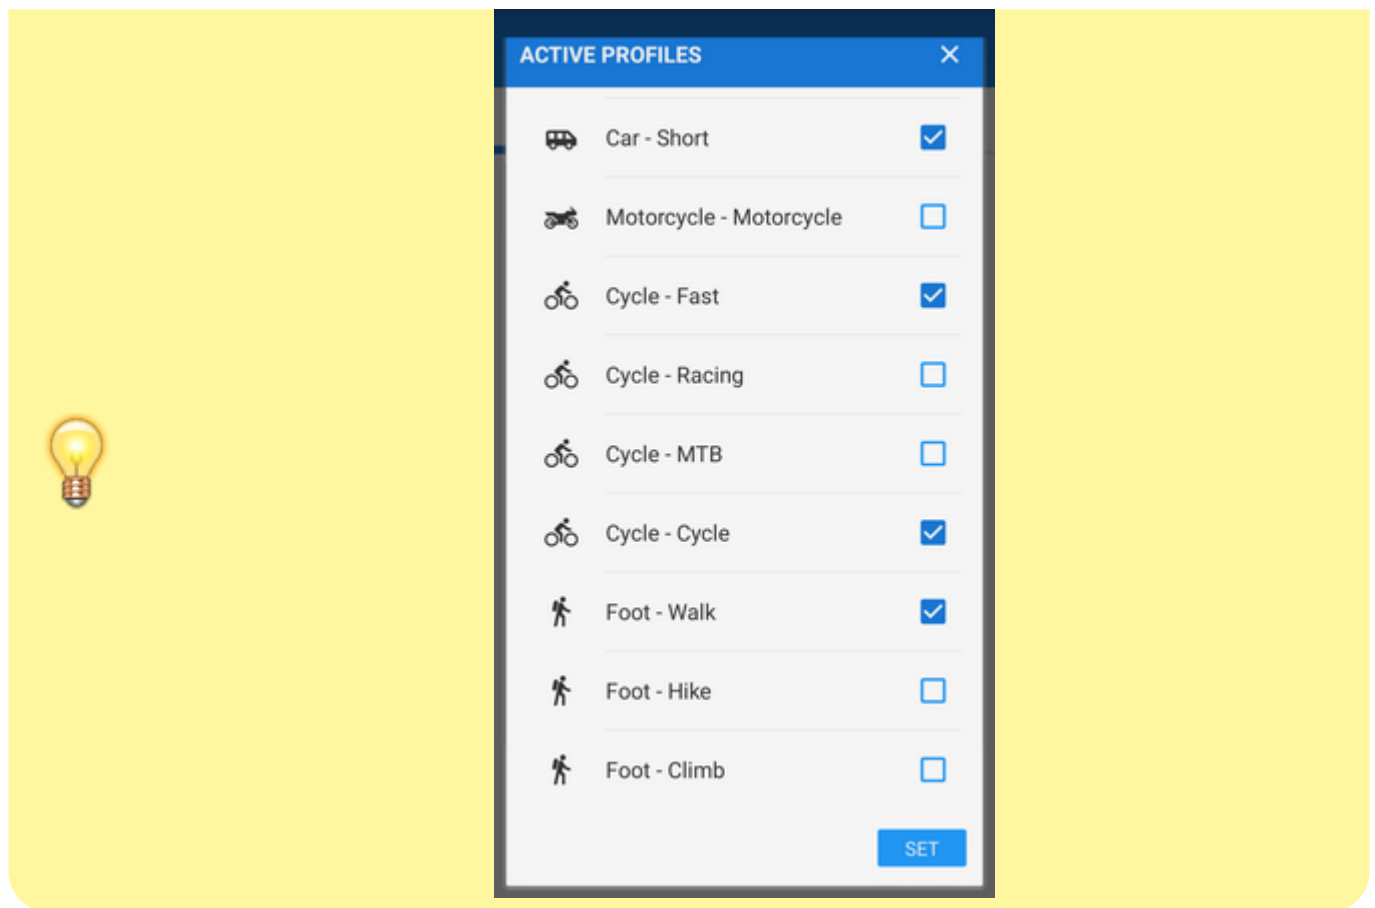 ACTIVE PROFILES
Car - Short
Motorcycle - Motorcycle
Cycle - Fast
Cycle - Racing
Cycle - MTB
Cycle - Cycle
Foot - Walk
Foot - Hike
Foot - Climb
SET